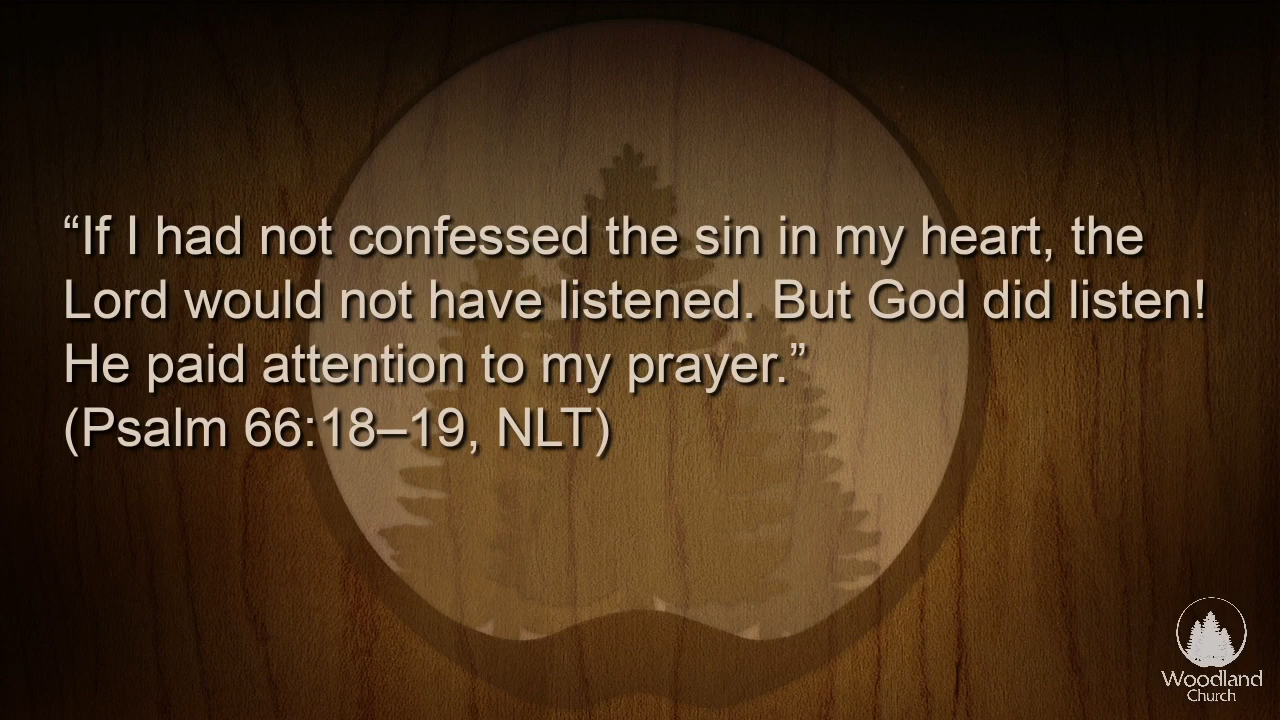 “If I had not confessed the sin in my heart, the
Lord would not have listened. But God did listen!
He paid attention to my prayer.”
(Psalm 66:18–19, NLT)
Woodland
Church